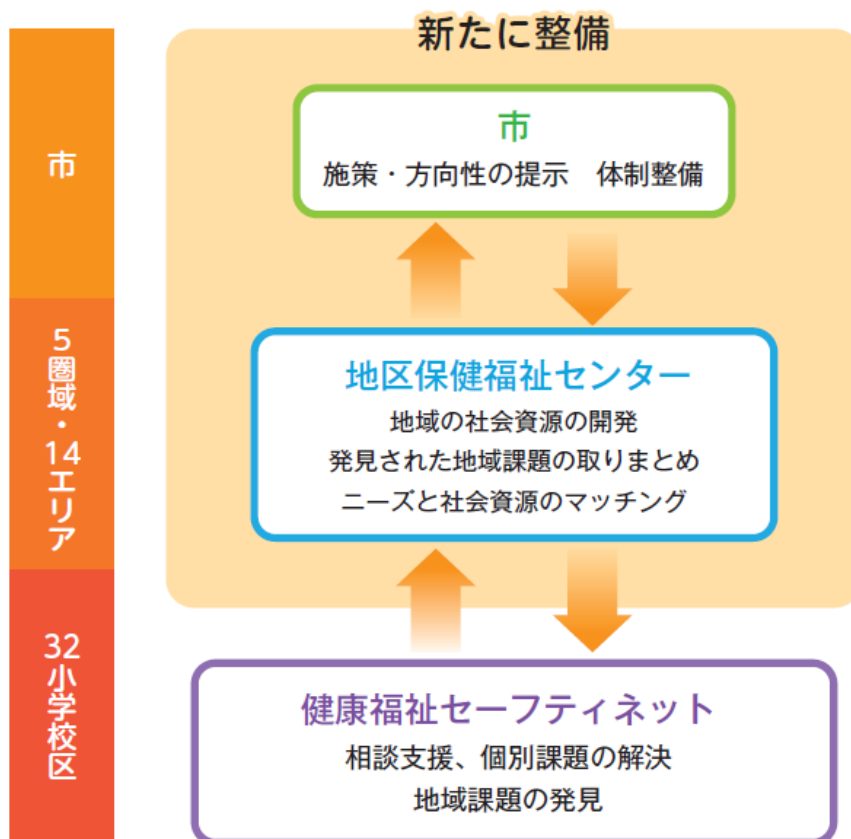 新たに整備
市
市
施策・方向性の提示　体制整備
5圏域・14エリア
地区保健福祉センター
地域の社会資源の開発
発見された地域課題の取りまとめ
ニーズと社会資源のマッチング
32小学校区
健康福祉セーフティネット
相談支援、個別課題の解決
地域課題の発見